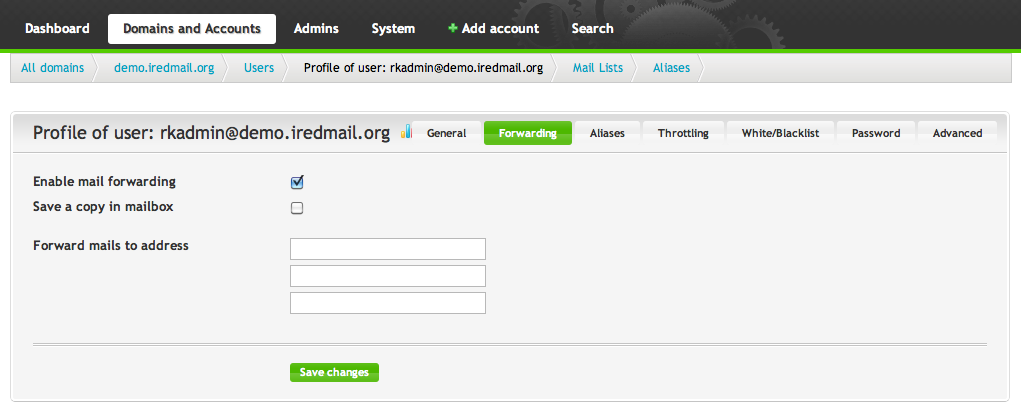 Dashboard Domains and Accounts Admins System Add account Search
All domains demo.iredmail.org Users Profile of user: rkadmin@demo.iredmail.org Mail Lists Aliases
Profile of user: rkadmin@demo.iredmail.org General Forwarding Aliases Throttling White/Blacklist Password Advanced
Enable mail forwarding
Save a copy in mailbox
Forward mails to address
Save changes